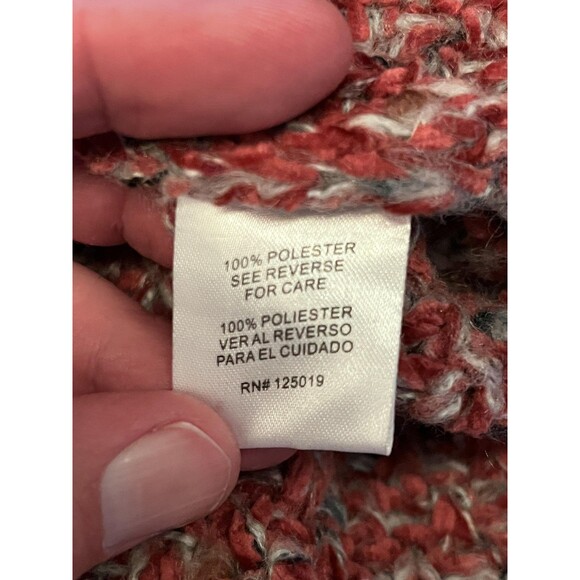 100% POLESTER
SEE REVERSE
FOR CARE
100% POLIESTER
VER AL REVERSO
PARA EL CUIDADO
RN# 125019